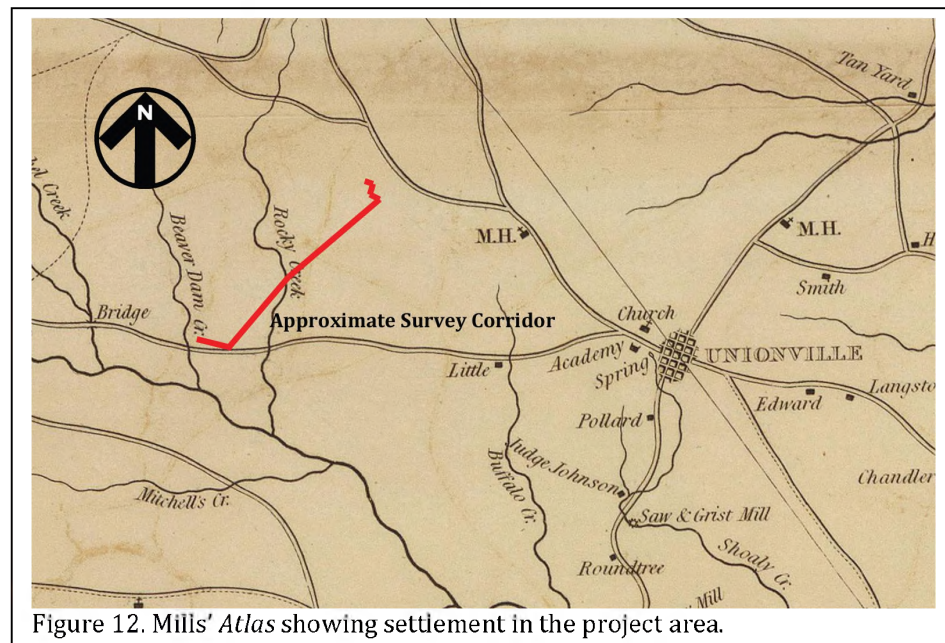 Tan Yard
N
el Creek
Beaver Dam Cr.
Rocky Creek
M.H.
M.H.
H
Smith
Bridge
Approximate Survey Corridor
Church
Academy
Spring
UNIONVILLE
Little
Langsto
Edward
Pollard
Judge Johnson
Buffalo Cr.
Chandler
Mitchell's Cr.
Saw & Grist Mill
Shoaly Cr.
Roundtree
Mill
Figure 12. Mills' Atlas showing settlement in the project area.